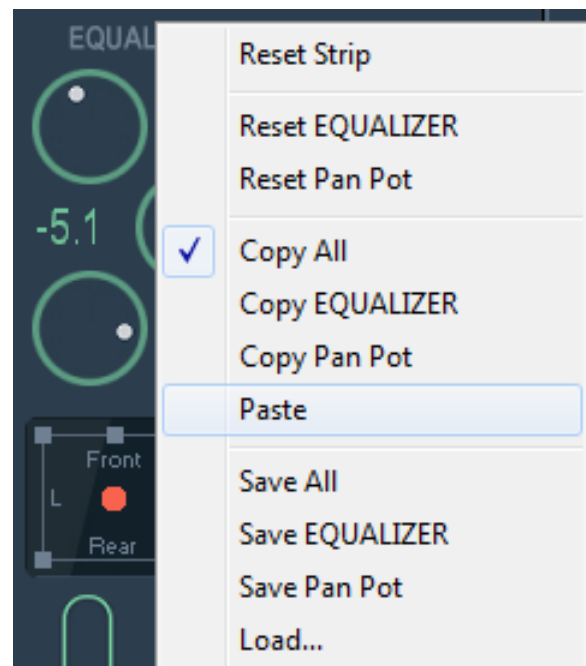 EQUAL
Reset Strip
Reset EQUALIZER
Reset Pan Pot
-5.1
Copy All
Copy EQUALIZER
Copy Pan Pot
Paste
Front
L
Rear
Save All
Save EQUALIZER
Save Pan Pot
Load...